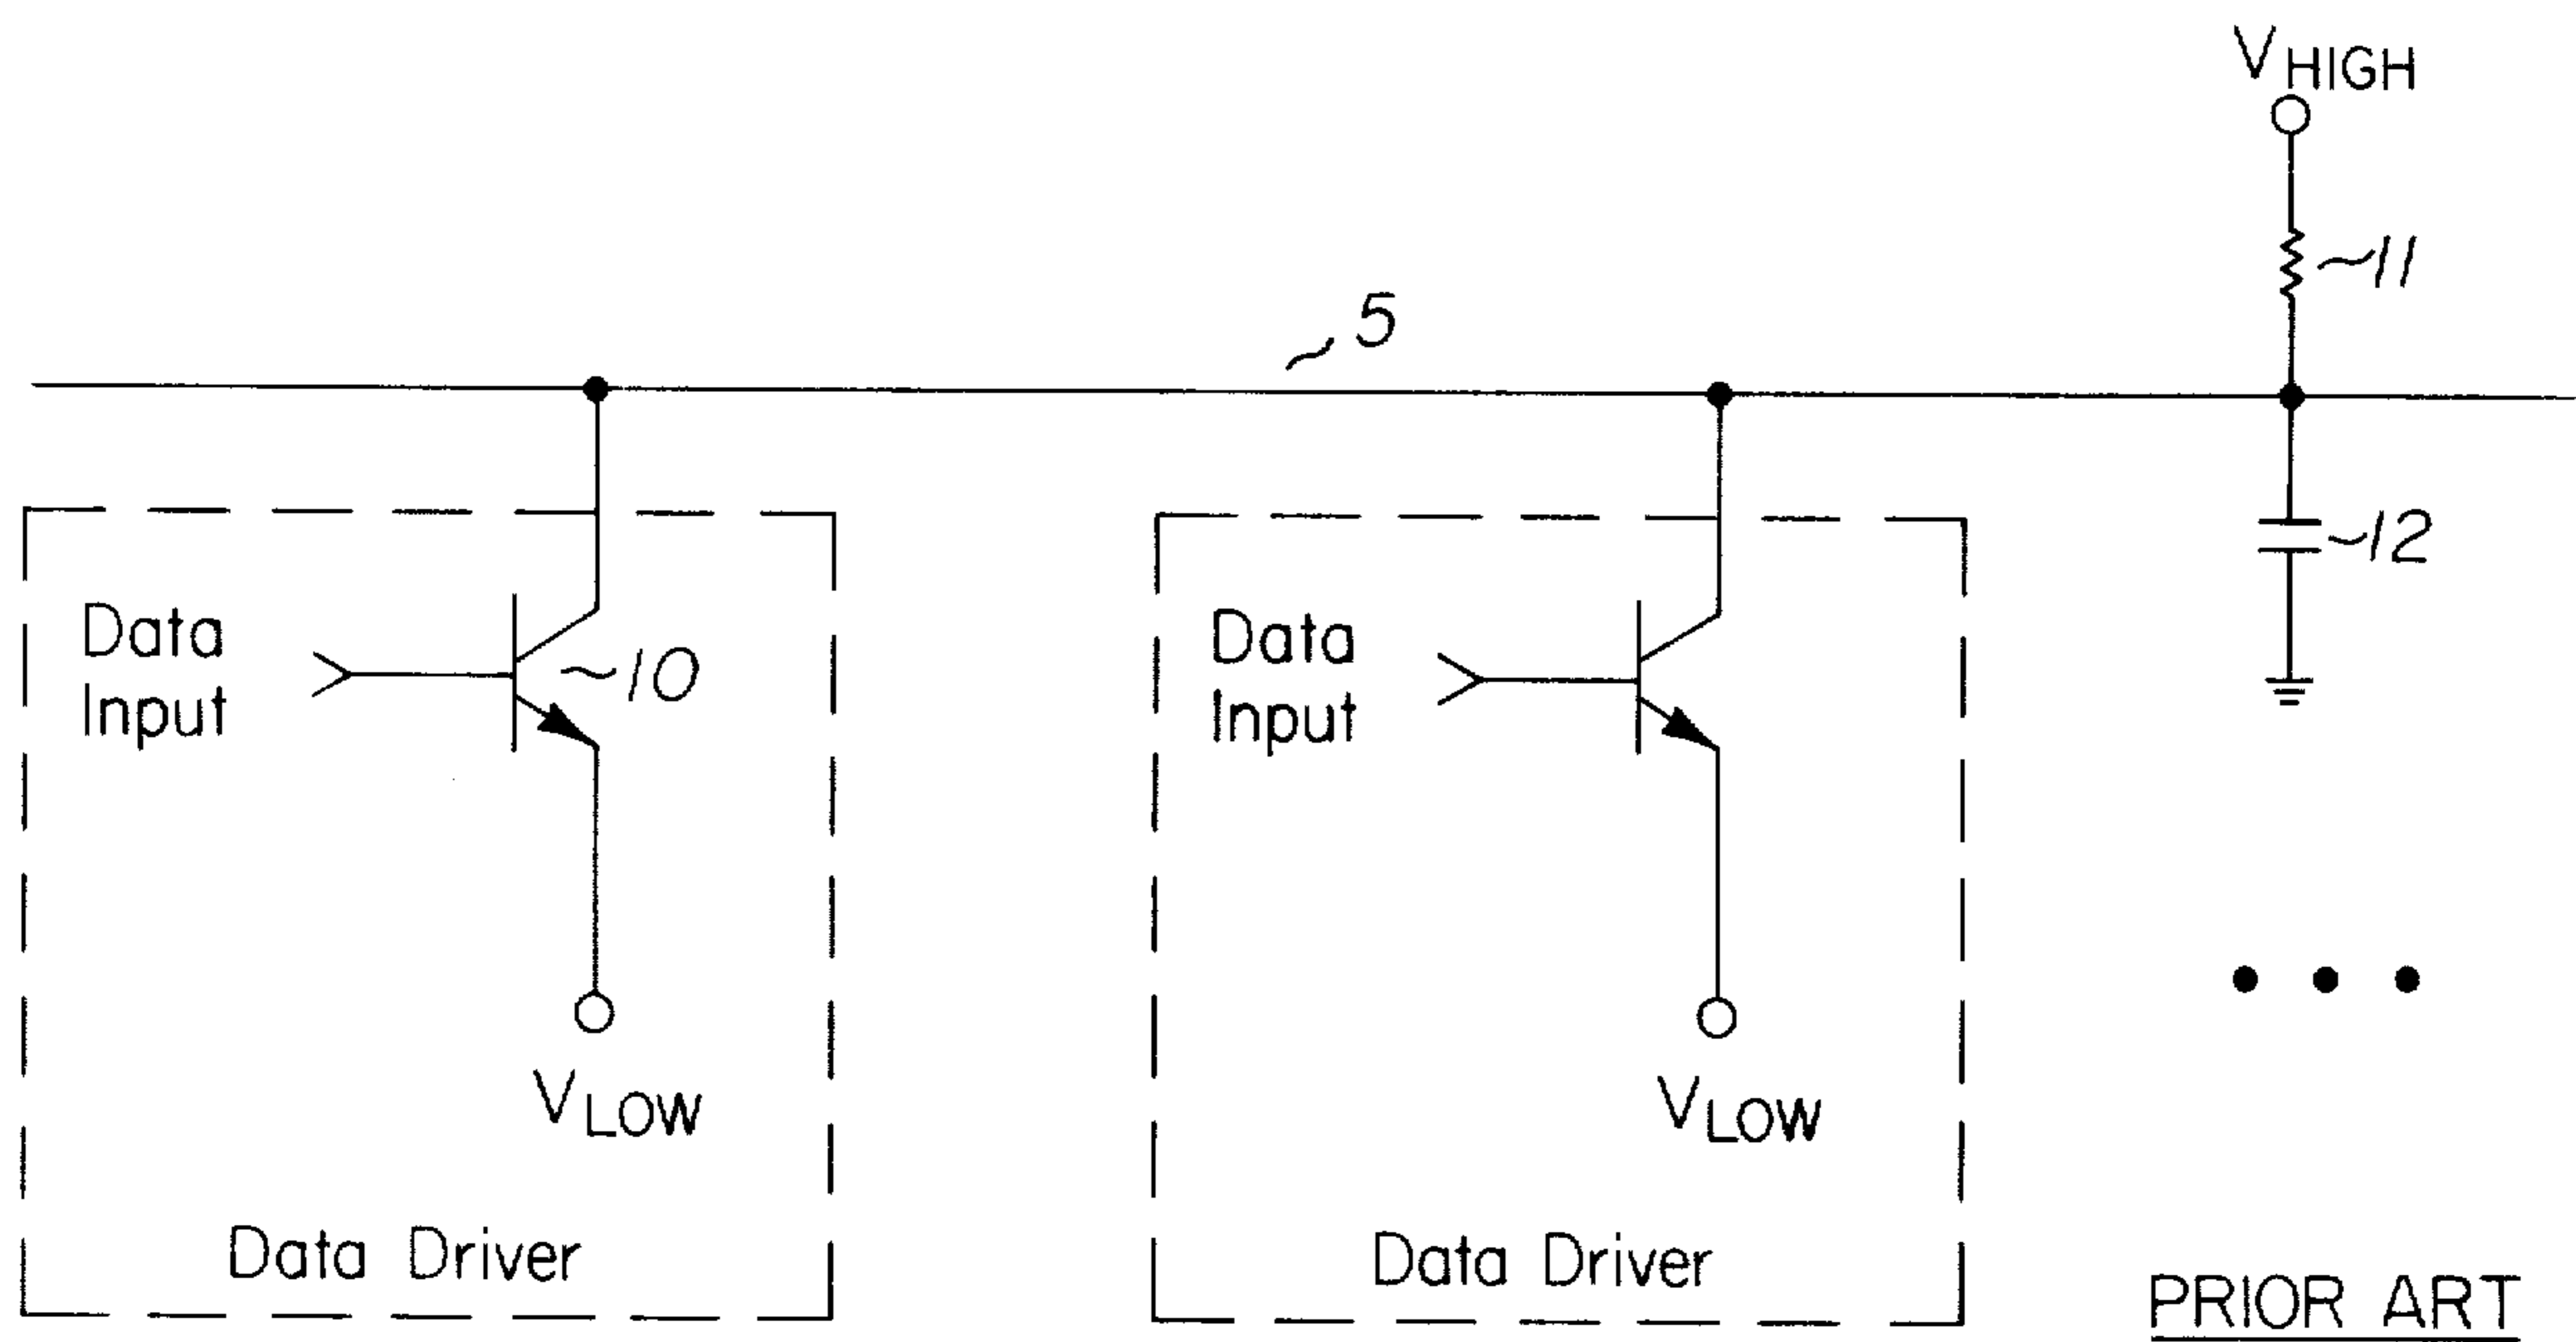 VHIGH
11
5
12
Data
Input
10
VLOW
Data Driver
Data
Input
VLOW
Data Driver
PRIOR ART